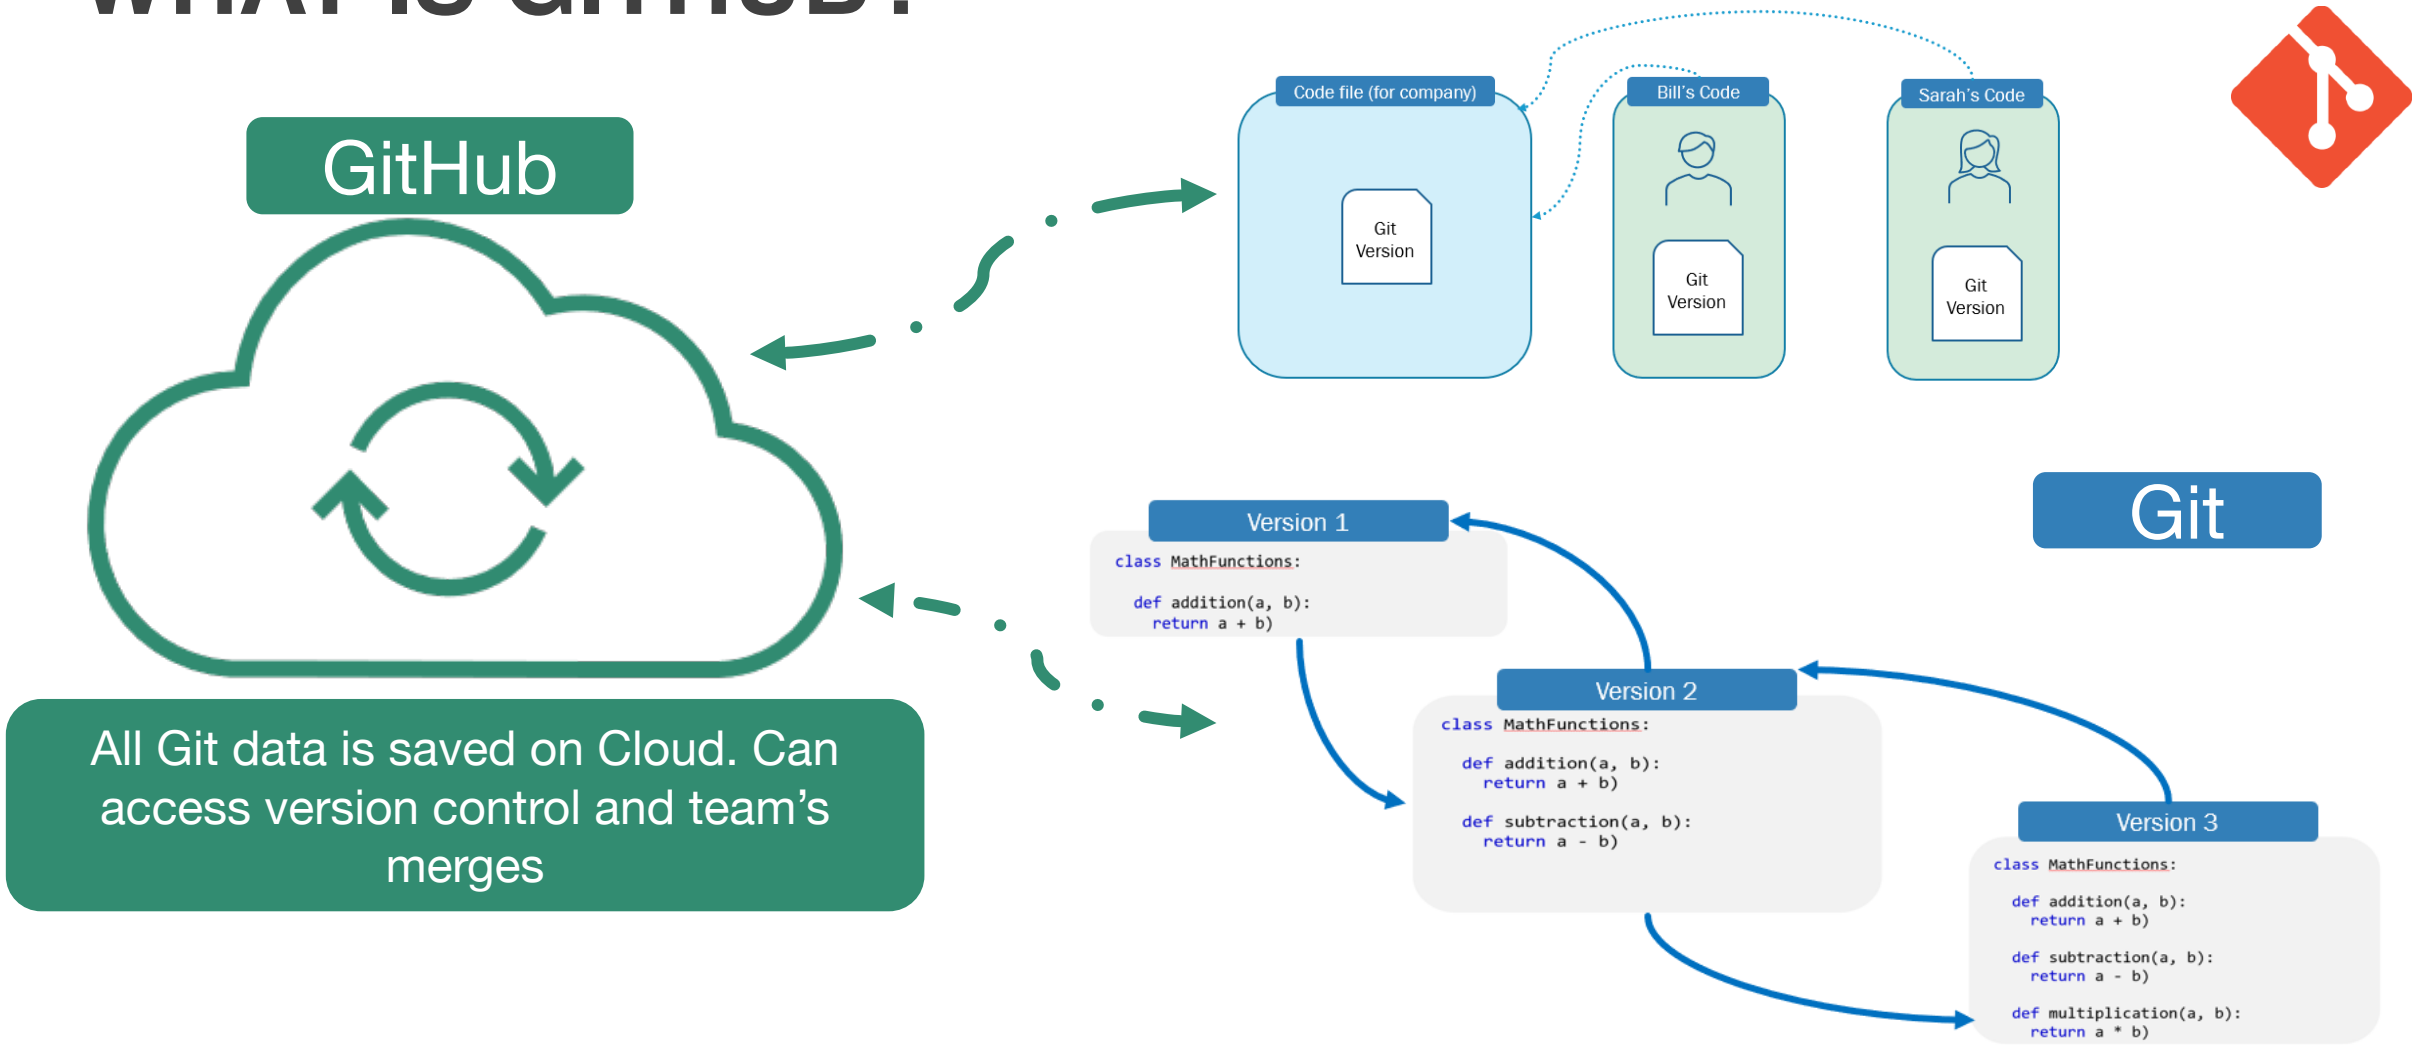 WHAT IS GITHUB?
GitHub
All Git data is saved on Cloud. Can
access version control and team’s
merges
Code file (for company)
Git
Version
Bill’s Code
Git
Version
Sarah’s Code
Git
Version
Git
Version 1
class MathFunctions:
def addition(a, b):
return a + b)
Version 2
class MathFunctions:
def addition(a, b):
return a + b)
def subtraction(a, b):
return a - b)
Version 3
class MathFunctions:
def addition(a, b):
return a + b)
def subtraction(a, b):
return a - b)
def multiplication(a, b):
return a * b)